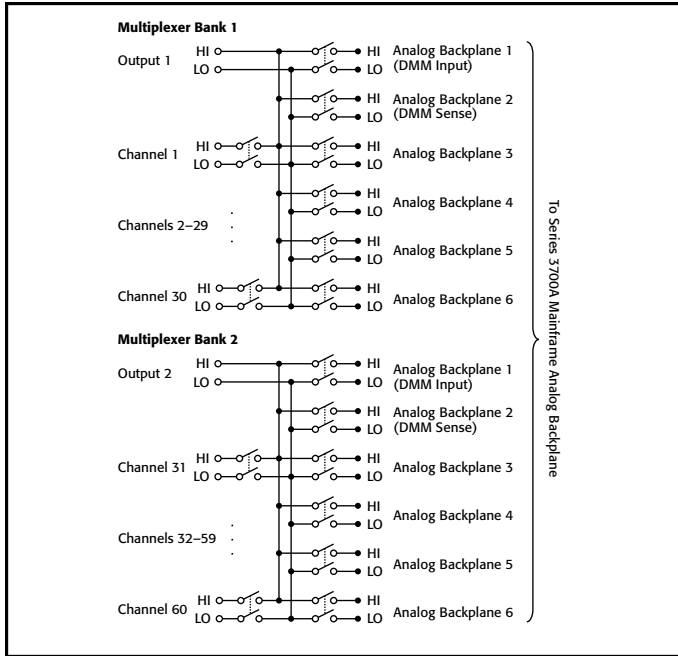 Multiplexer Bank 1
Output 1
HI
LO
HI
LO
Analog Backplane 1
(DMM Input)
HI
LO
Analog Backplane 2
(DMM Sense)
Channel 1
HI
LO
HI
LO
Analog Backplane 3
HI
LO
Analog Backplane 4
Channels 2–29
HI
LO
Analog Backplane 5
Channel 30
HI
LO
HI
LO
Analog Backplane 6
Multiplexer Bank 2
Output 2
HI
LO
HI
LO
Analog Backplane 1
(DMM Input)
HI
LO
Analog Backplane 2
(DMM Sense)
Channel 31
HI
LO
HI
LO
Analog Backplane 3
HI
LO
Analog Backplane 4
Channels 32–59
HI
LO
Analog Backplane 5
Channel 60
HI
LO
HI
LO
Analog Backplane 6
To Series 3700A Mainframe Analog Backplane